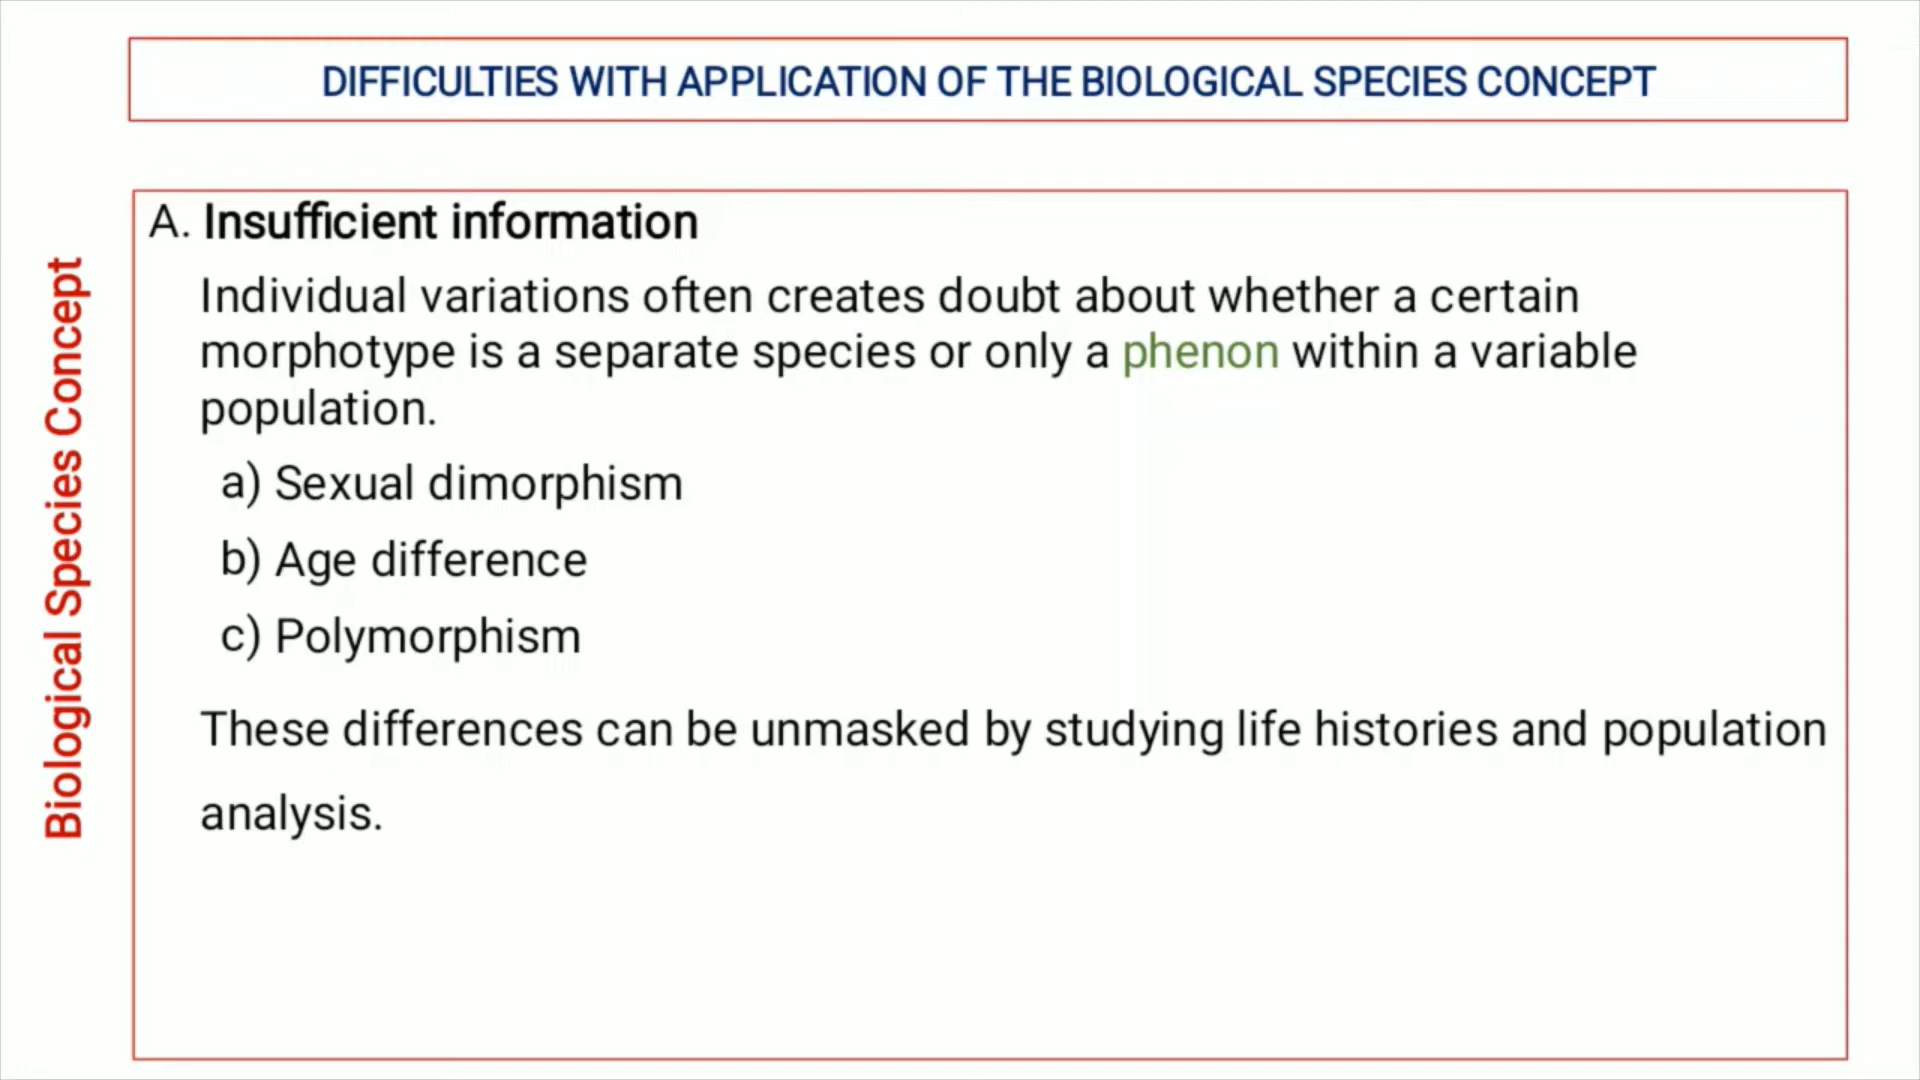 DIFFICULTIES WITH APPLICATION OF THE BIOLOGICAL SPECIES CONCEPT
Biological Species Concept
A. Insufficient information
Individual variations often creates doubt about whether a certain
morphotype is a separate species or only a phenon within a variable
population.
a) Sexual dimorphism
b) Age difference
c) Polymorphism
These differences can be unmasked by studying life histories and population
analysis.